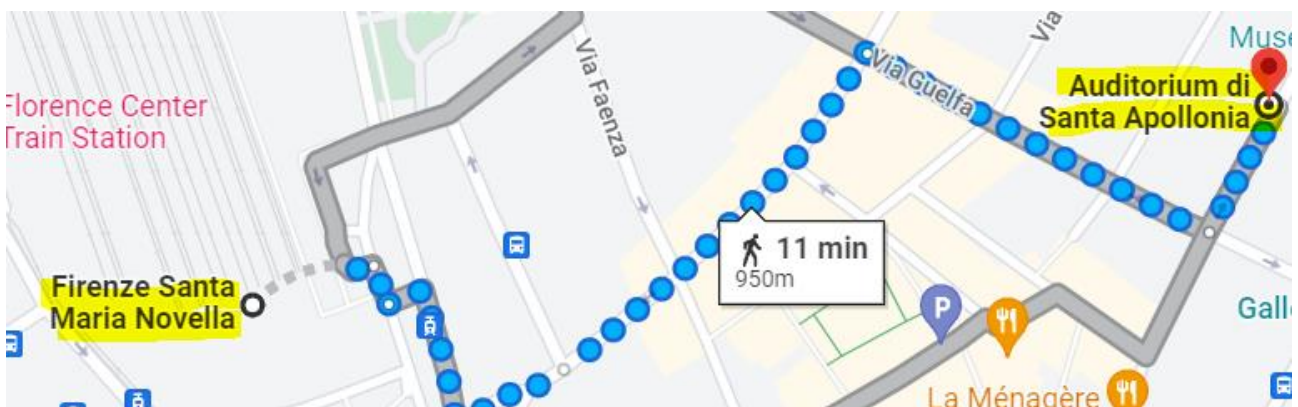 Via
Muse
Via Faenza
Via Guelfa
Auditorium di
Santa Apollonia
Florence Center
Train Station
11 min
950m
Firenze Santa
Maria Novella
P
Galle
La Ménagère